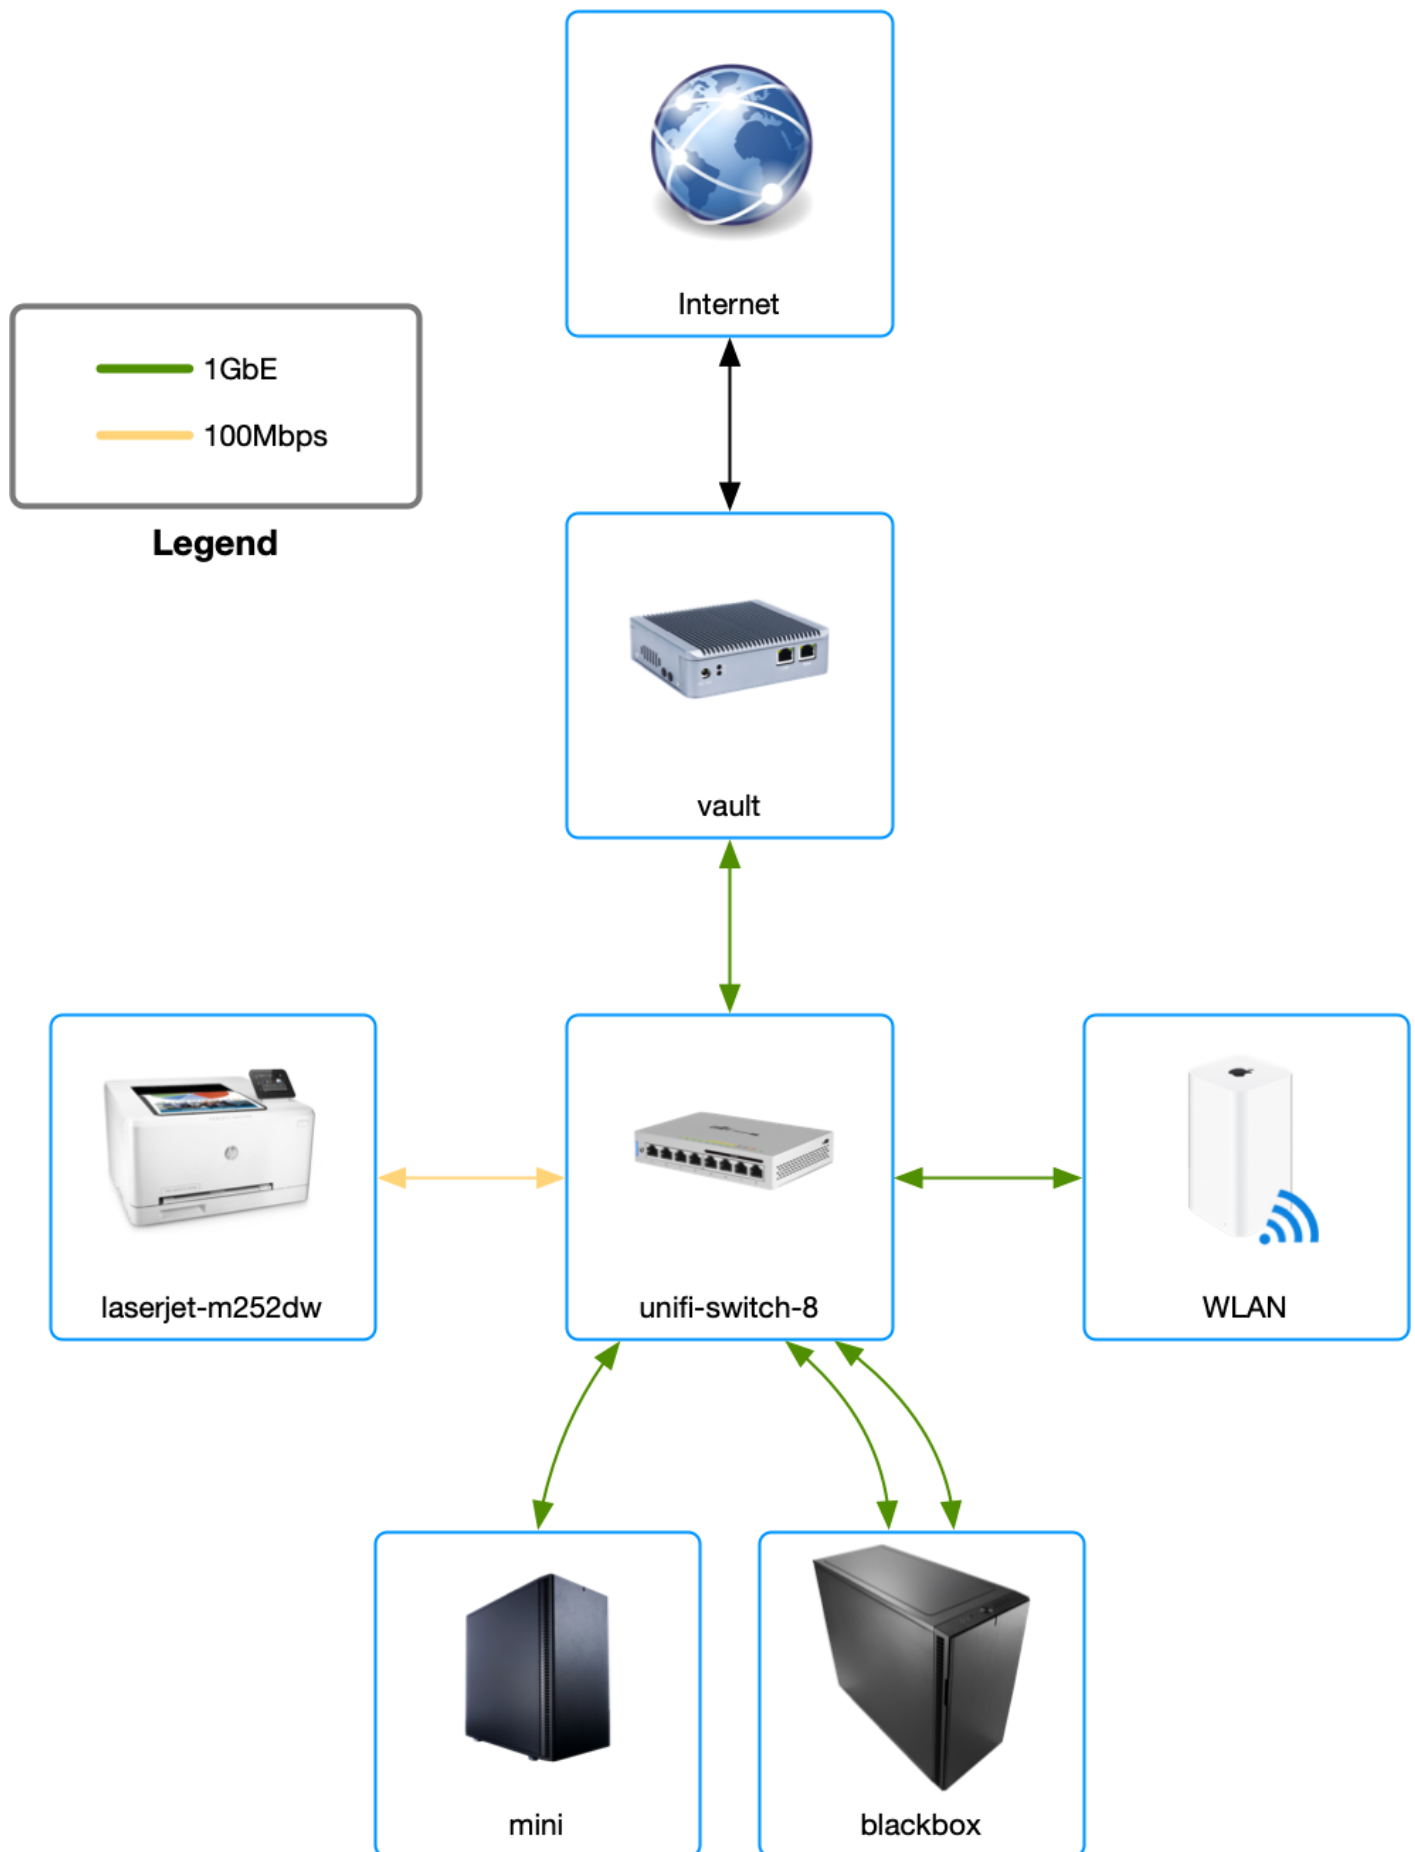 Internet
1GbE
100Mbps
Legend
vault
laserjet-m252dw
unifi-switch-8
WLAN
mini
blackbox